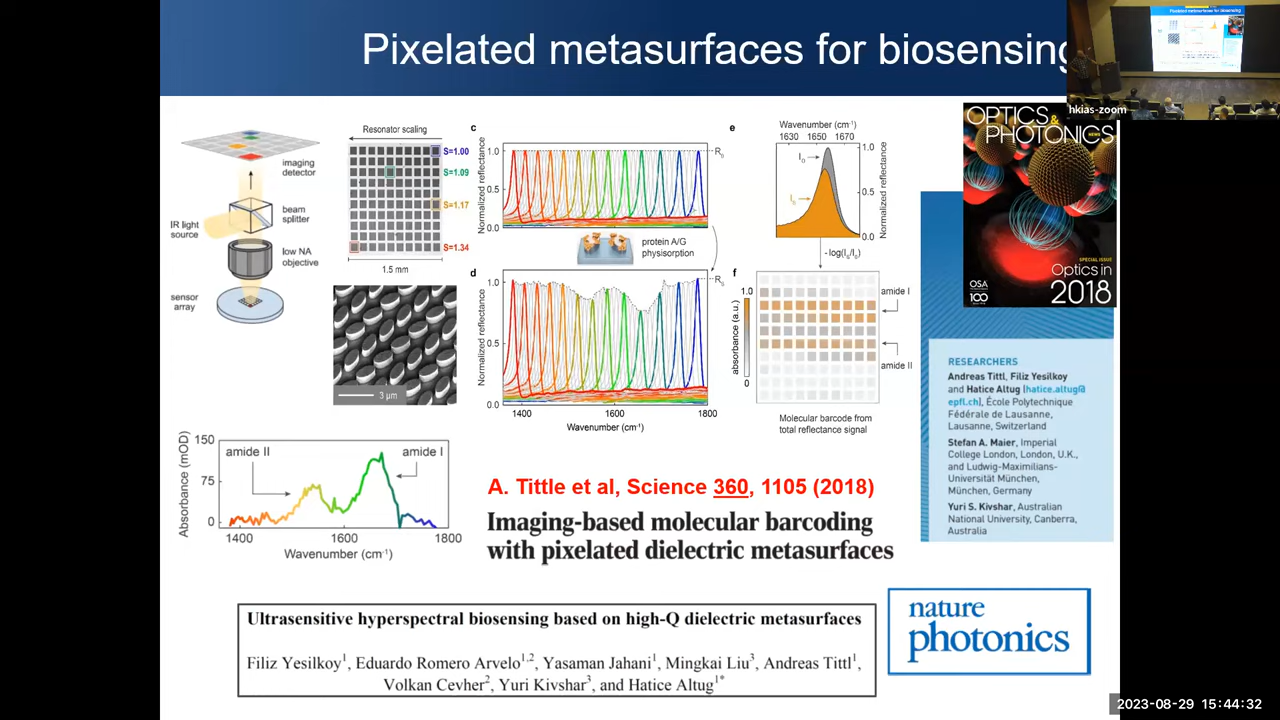 Pixelated metasurfaces for biosensing
hkias-zoom
imaging
detector
beam
splitter
IR light
source
low NA
objective
sensor
array
Resonator scaling
S=1.00
S=1.09
S=1.17
S=1.34
1.5 mm
3 µm
c
Normalized reflectance
1.0
0.5
0.0
R₀
protein A/G
physisorption
d
Normalized reflectance
1.0
0.5
0.0
Rₛ
1400
1600
1800
Wavenumber (cm⁻¹)
e
Wavenumber (cm⁻¹)
1630 1650 1670
I₀
Iₛ
1.0
0.5
0.0
Normalized reflectance
-log(Iₛ/I₀)
f
1.0
absorbance (a.u.)
0
amide I
amide II
Molecular barcode from
total reflectance signal
OPTICS &
PHOTONICS
NEWS
SPECIAL ISSUE
Optics in
2018
OSA
100
RESEARCHERS
Andreas Tittl, Filiz Yesilkoy
and Hatice Altug [hatice.altug@
epfl.ch], École Polytechnique
Fédérale de Lausanne,
Lausanne, Switzerland
Stefan A. Maier, Imperial
College London, London, U.K.,
and Ludwig-Maximilians-
Universität München,
München, Germany
Yuri S. Kivshar, Australian
National University, Canberra,
Australia
Absorbance (mOD)
150
75
0
amide II
amide I
1400
1600
1800
Wavenumber (cm⁻¹)
A. Tittle et al, Science 360, 1105 (2018)
Imaging-based molecular barcoding
with pixelated dielectric metasurfaces
Ultrasensitive hyperspectral biosensing based on high-Q dielectric metasurfaces
Filiz Yesilkoy¹, Eduardo Romero Arvelo¹,², Yasaman Jahani¹, Mingkai Liu³, Andreas Tittl¹,
Volkan Cevher², Yuri Kivshar³, and Hatice Altug¹*
nature
photonics
2023-08-29 15:44:32